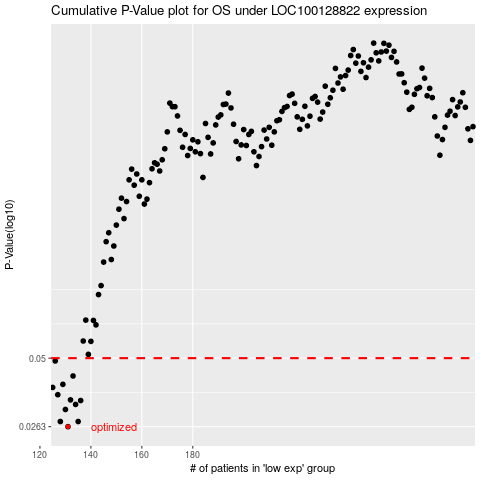 Cumulative P-Value plot for OS under LOC100128822 expression
P-Value(log10)
0.05
0.0263
optimized
120 140 160 180
# of patients in 'low exp' group